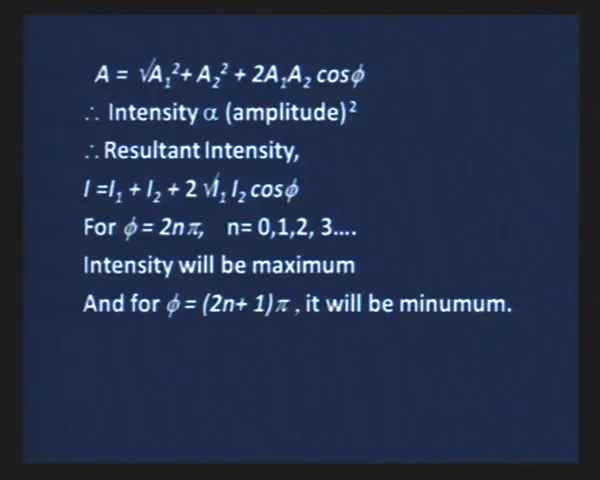 A = √A₁²+ A₂² + 2A₁A₂ cosϕ
∴ Intensity α (amplitude)²
∴ Resultant Intensity,
I =I₁ + I₂ + 2 √I₁ I₂ cosϕ
For ϕ = 2nπ, n= 0,1,2, 3....
Intensity will be maximum
And for ϕ = (2n+ 1)π , it will be minumum.